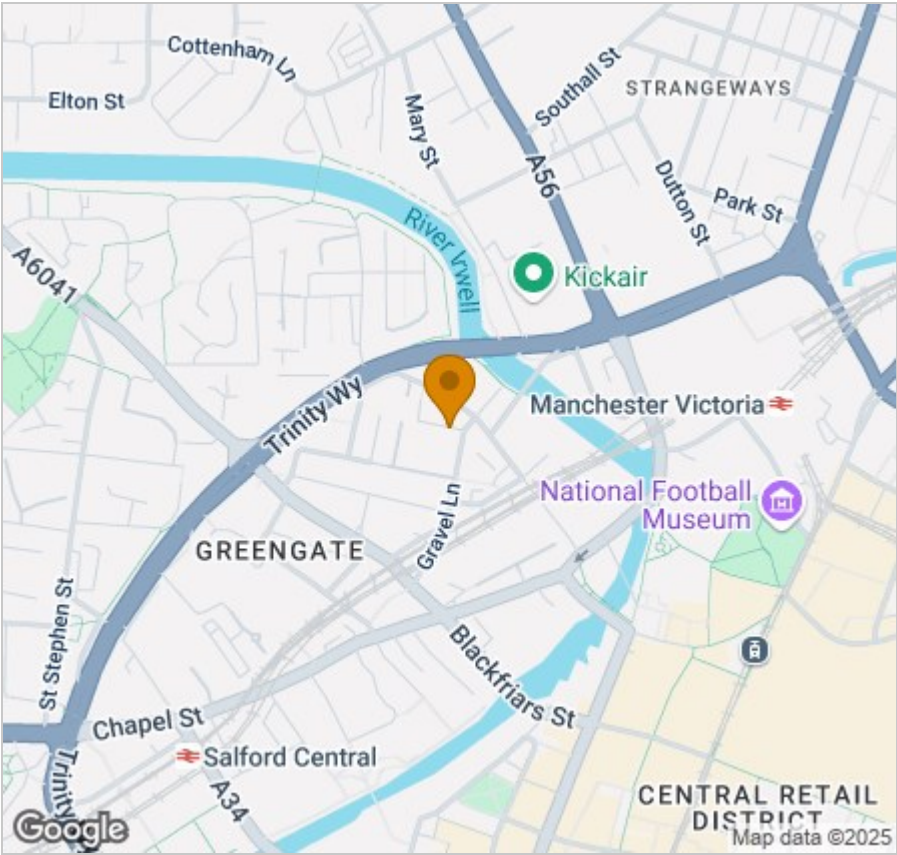 Cottenham Ln
Elton St
Mary St
Southall St
STRANGEWAYS
A56
Dutton St
Park St
River Irwell
A6041
Kickair
Trinity Wy
Manchester Victoria
National Football
Museum
Gravel Ln
GREENGATE
St Stephen St
Blackfriars St
Chapel St
Salford Central
Trinity
A34
CENTRAL RETAIL
DISTRICT
Google
Map data ©2025